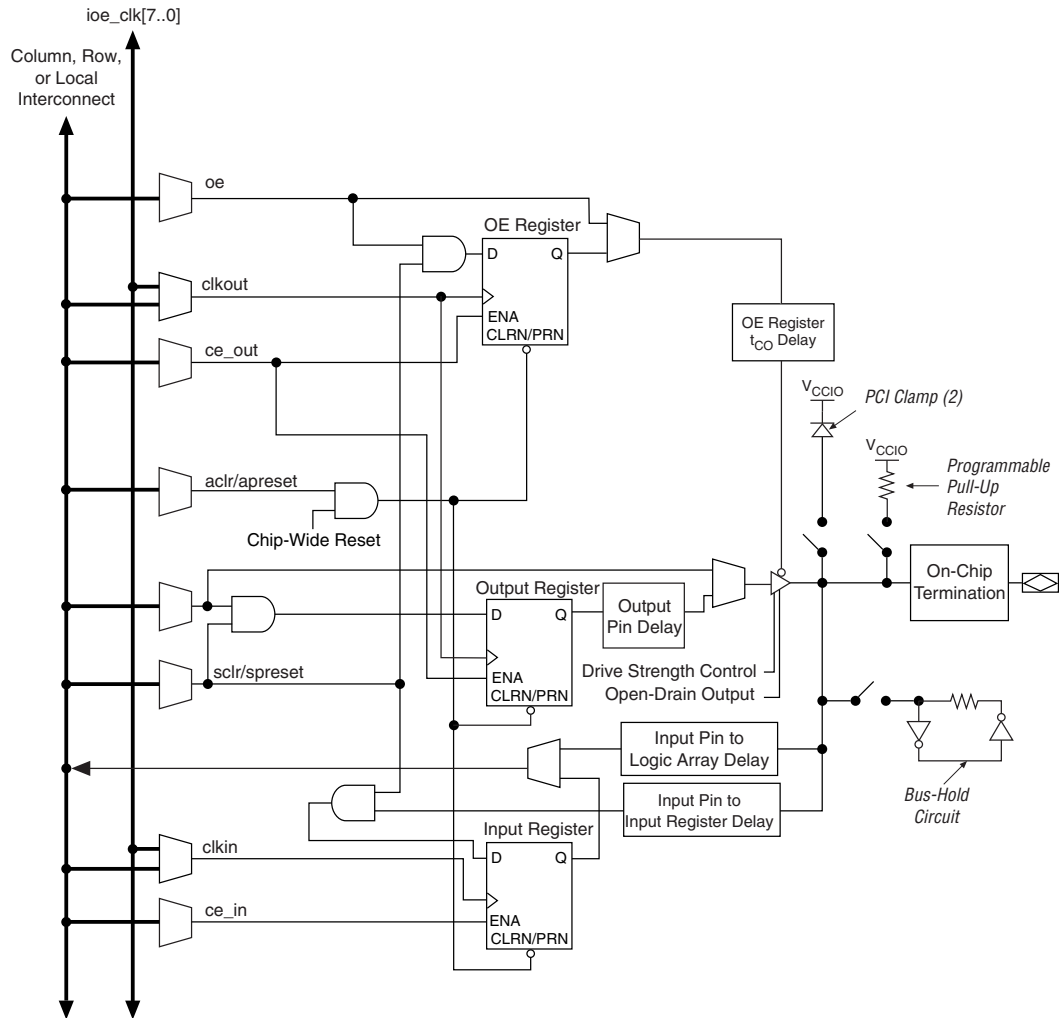 ioe_clk[7..0]
Column, Row,
or Local
Interconnect
oe
OE Register
D Q
clkout
ENA
CLRN/PRN
ce_out
OE Register
tCO Delay
VCCIO
PCI Clamp (2)
VCCIO
Programmable
Pull-Up
Resistor
aclr/apreset
Chip-Wide Reset
Output Register
D Q
ENA
CLRN/PRN
Output
Pin Delay
On-Chip
Termination
sclr/spreset
Drive Strength Control
Open-Drain Output
Input Pin to
Logic Array Delay
Input Pin to
Input Register Delay
Bus-Hold
Circuit
Input Register
D Q
clkin
ENA
CLRN/PRN
ce_in